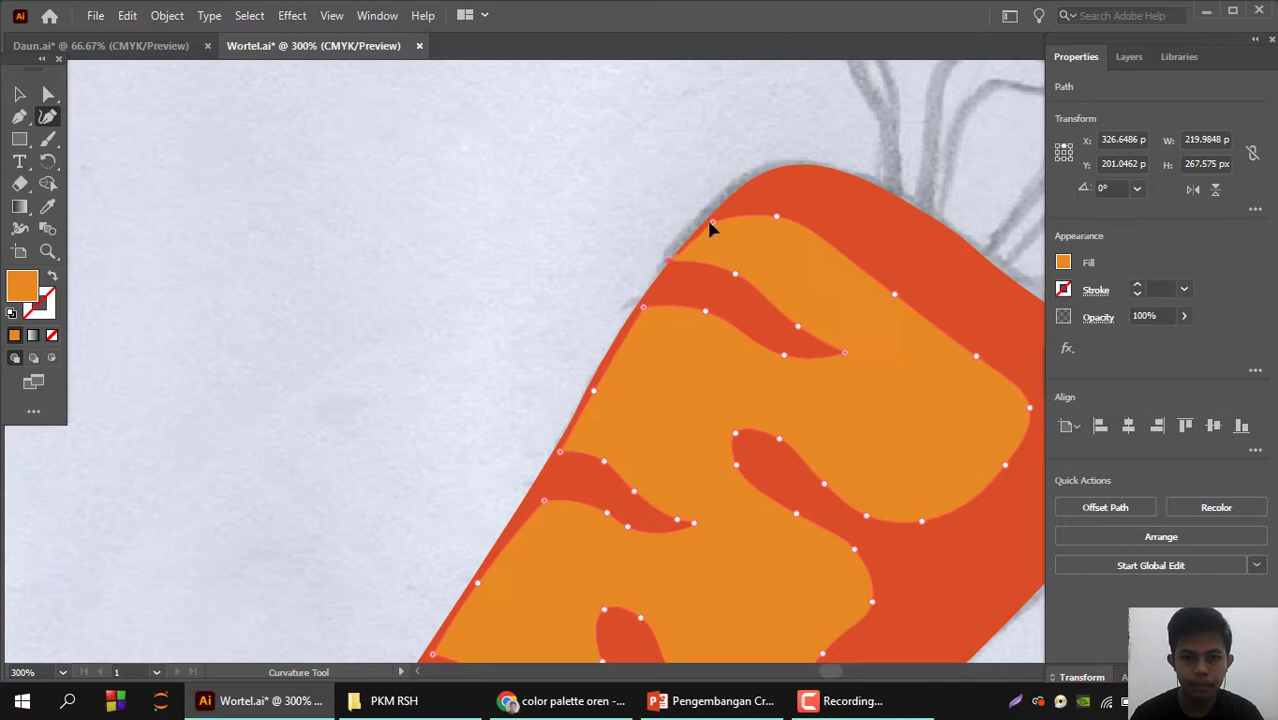 Ai File Edit Object Type Select Effect View Window Help Search Adobe Help
Daun.ai* @ 66.67% (CMYK/Preview) × Wortel.ai* @ 300% (CMYK/Preview) ×
Properties Layers Libraries
Path
Transform
X: 326.6486 p W: 219.9848 p
Y: 201.0462 p H: 267.575 px
0°
Appearance
Fill
Stroke
Opacity 100%
fx.
Align
Quick Actions
Offset Path Recolor
Arrange
Start Global Edit
300% 1 Curvature Tool
Transform
Wortel.ai* @ 300% ... PKM RSH color palette oren -... Pengembangan Cr... Recording...